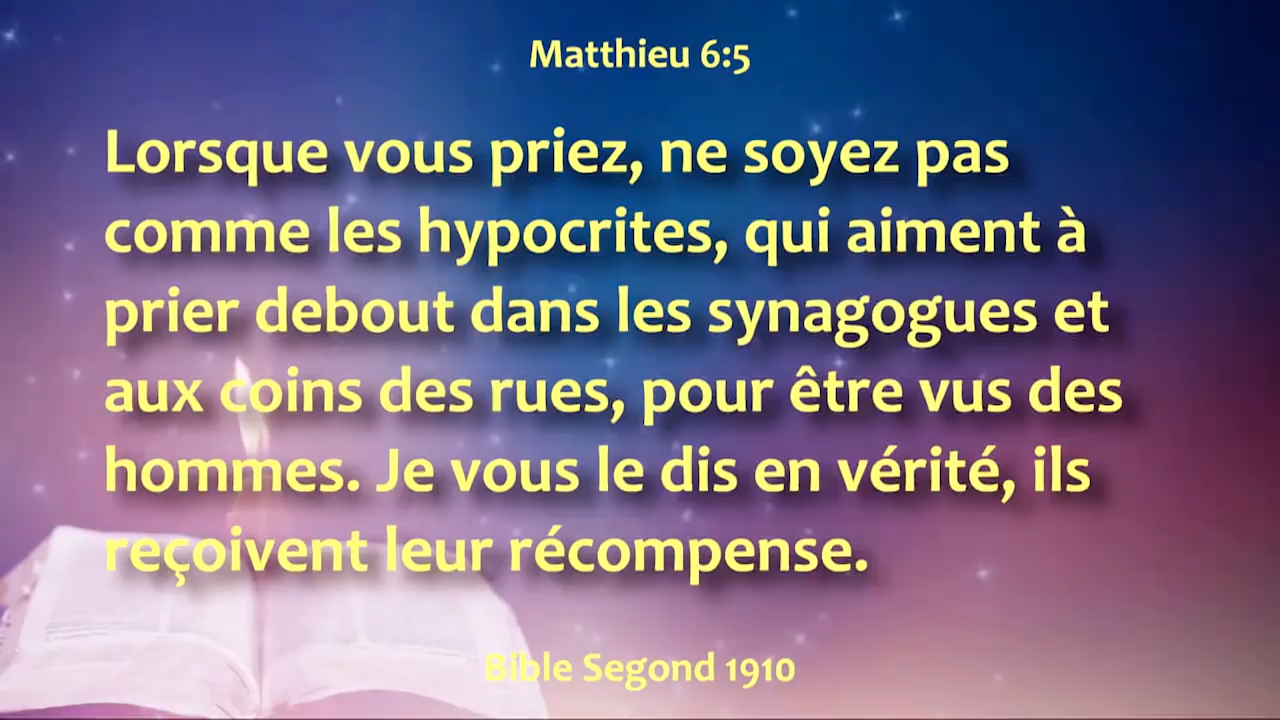 Matthieu 6:5
Lorsque vous priez, ne soyez pas
comme les hypocrites, qui aiment à
prier debout dans les synagogues et
aux coins des rues, pour être vus des
hommes. Je vous le dis en vérité, ils
reçoivent leur récompense.
Bible Segond 1910